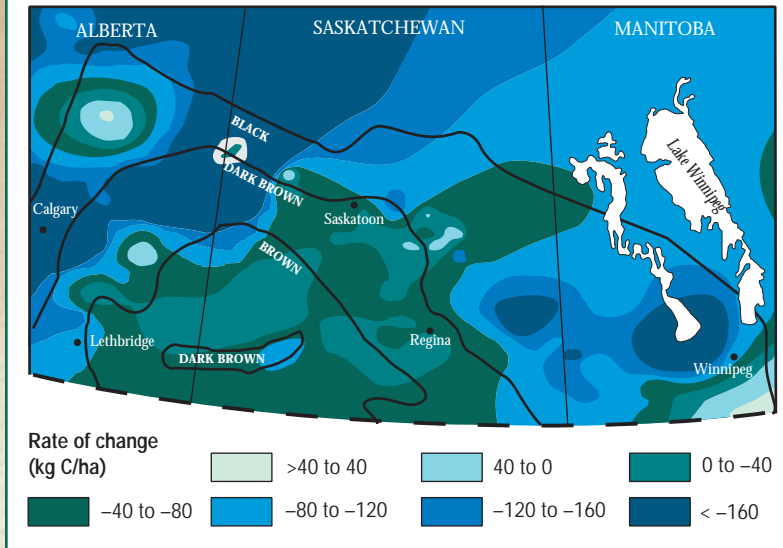 ALBERTA SASKATCHEWAN MANITOBA
BLACK
Lake Winnipeg
DARK BROWN
Calgary
Saskatoon
BROWN
Lethbridge
Regina
DARK BROWN
Winnipeg
Rate of change
(kg C/ha)
>40 to 40
40 to 0
0 to −40
−40 to −80
−80 to −120
−120 to −160
< −160